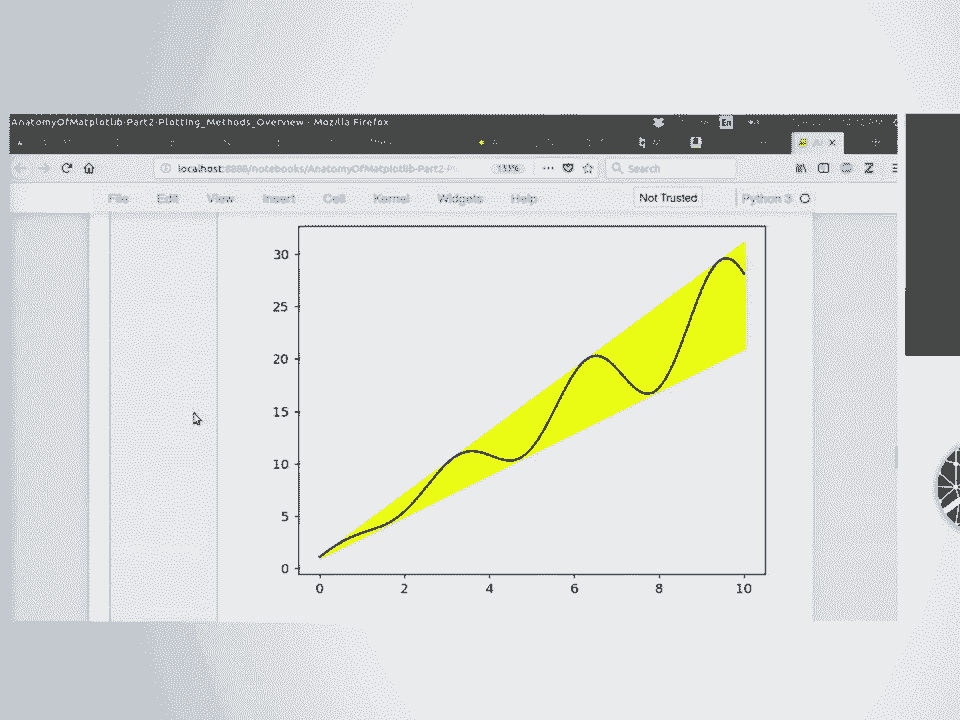 AnatomyOfMatplotlib-Part2-Plotting_Methods_Overview - Mozilla Firefox
En
localhost:8888/notebooks/AnatomyOfMatplotlib-Part2-
133%
Search
File Edit View Insert Cell Kernel Widgets Help
Not Trusted
Python 3
30
25
20
15
10
5
0
0 2 4 6 8 10